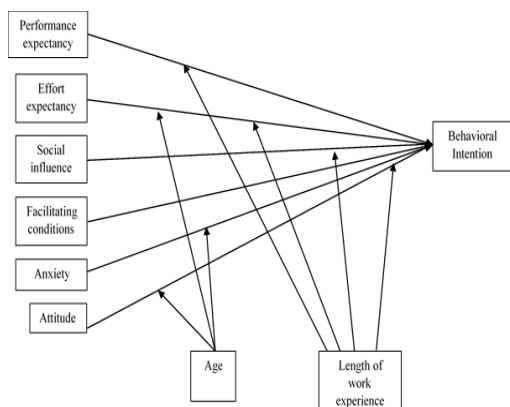 Performance
expectancy
Effort
expectancy
Social
influence
Facilitating
conditions
Anxiety
Attitude
Behavioral
Intention
Age
Length of
work
experience